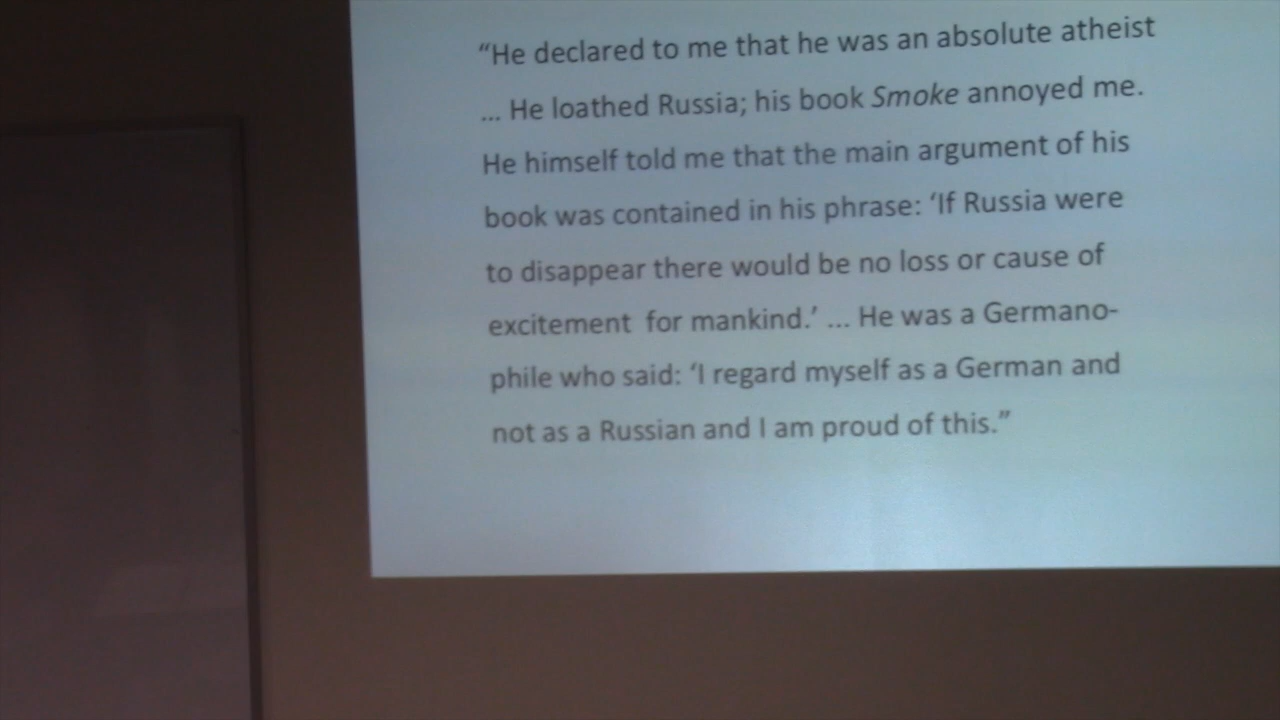 “He declared to me that he was an absolute atheist
... He loathed Russia; his book Smoke annoyed me.
He himself told me that the main argument of his
book was contained in his phrase: ‘If Russia were
to disappear there would be no loss or cause of
excitement for mankind.’ ... He was a Germano-
phile who said: ‘I regard myself as a German and
not as a Russian and I am proud of this.”